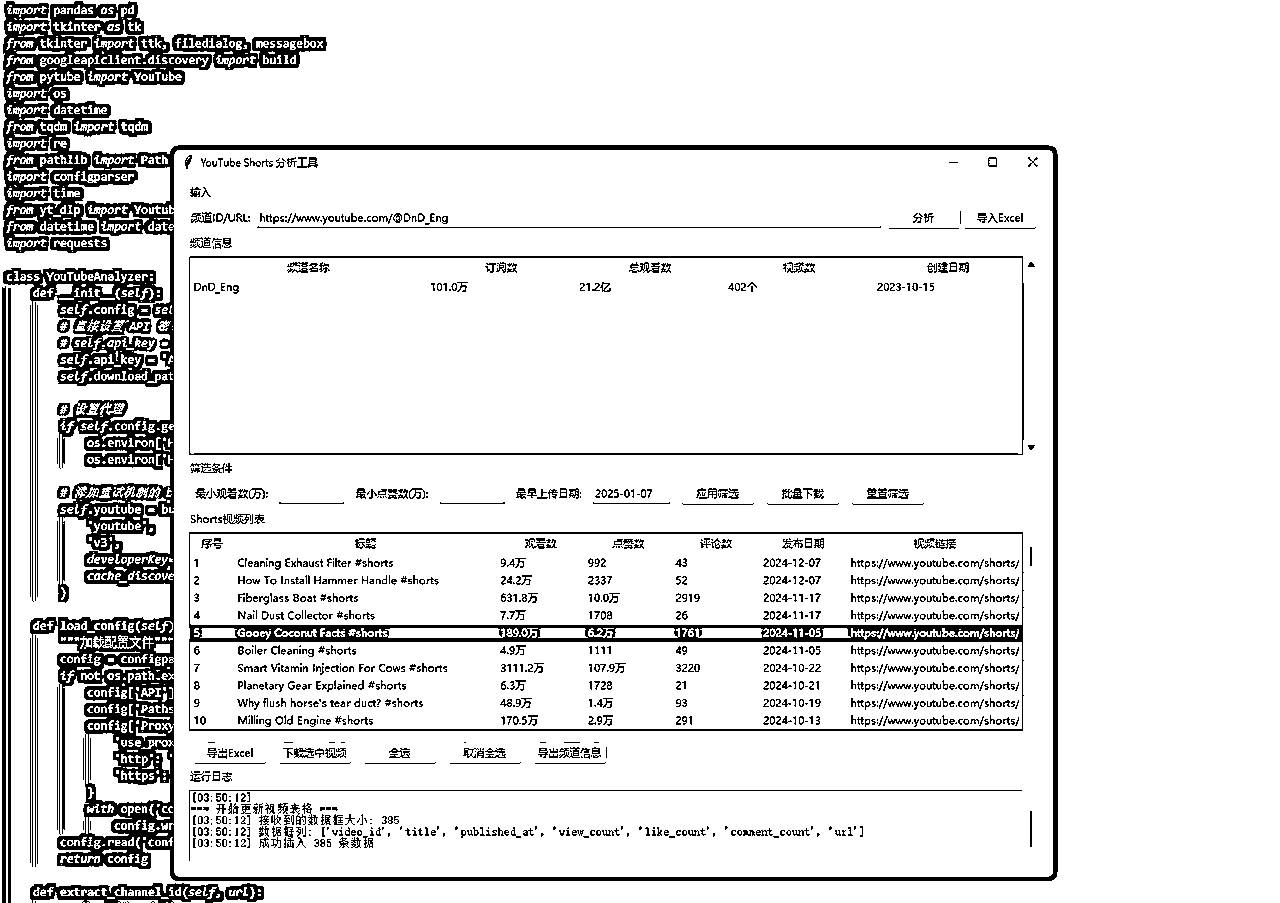 import pandas as pd
import tkinter as tk
from tkinter import ttk, filedialog, messagebox
from googleapiclient.discovery import build
from pytube import YouTube
import os
import datetime
from tqdm import tqdm
import re
from pathlib import Path
import configparser
import time
from yt_dlp import Youtub
from datetime import date
import requests
class YouTubeAnalyzer:
def __init__(self):
self.config = sel
# 直接设置 API 密
# self.api_key =
self.api_key = 'A
self.download_pat
# 设置代理
if self.config.ge
os.environ['H
os.environ['H
# 添加重试机制的
self.youtube = bu
'youtube',
'v3',
developerKey=
cache_discove
)
def load_config(self)
"""加载配置文件"""
config = configpa
if not os.path.ex
config['API']
config['Paths
config['Proxy
'use_prox
'http':
'https':
}
with open('co
config.wr
config.read('conf
return config
def extract_channel_id(self, url):
YouTube Shorts 分析工具
输入
频道ID/URL: https://www.youtube.com/@DnD_Eng 分析 导入Excel
频道信息
频道名称 订阅数 总观看数 视频数 创建日期
DnD_Eng 101.0万 21.2亿 402个 2023-10-15
筛选条件
最小观看数(万): 最小点赞数(万): 最早上传日期: 2025-01-07 应用筛选 批量下载 重置筛选
Shorts视频列表
序号 标题 观看数 点赞数 评论数 发布日期 视频链接
1 Cleaning Exhaust Filter #shorts 9.4万 992 43 2024-12-07 https://www.youtube.com/shorts/
2 How To Install Hammer Handle #shorts 24.2万 2337 52 2024-12-07 https://www.youtube.com/shorts/
3 Fiberglass Boat #shorts 631.8万 10.0万 2919 2024-11-17 https://www.youtube.com/shorts/
4 Nail Dust Collector #shorts 7.7万 1708 26 2024-11-17 https://www.youtube.com/shorts/
5 Gooey Coconut Facts #shorts 189.0万 6.2万 1761 2024-11-05 https://www.youtube.com/shorts/
6 Boiler Cleaning #shorts 4.9万 1111 49 2024-11-05 https://www.youtube.com/shorts/
7 Smart Vitamin Injection For Cows #shorts 3111.2万 107.9万 3220 2024-10-22 https://www.youtube.com/shorts/
8 Planetary Gear Explained #shorts 6.3万 1728 21 2024-10-21 https://www.youtube.com/shorts/
9 Why flush horse's tear duct? #shorts 48.9万 1.4万 93 2024-10-19 https://www.youtube.com/shorts/
10 Milling Old Engine #shorts 170.5万 2.9万 291 2024-10-13 https://www.youtube.com/shorts/
导出Excel 下载选中视频 全选 取消全选 导出频道信息
运行日志
[03:50:12]
=== 开始更新视频表格 ===
[03:50:12] 接收到的数据框大小: 385
[03:50:12] 数据框列: ['video_id', 'title', 'published_at', 'view_count', 'like_count', 'comment_count', 'url']
[03:50:12] 成功插入 385 条数据